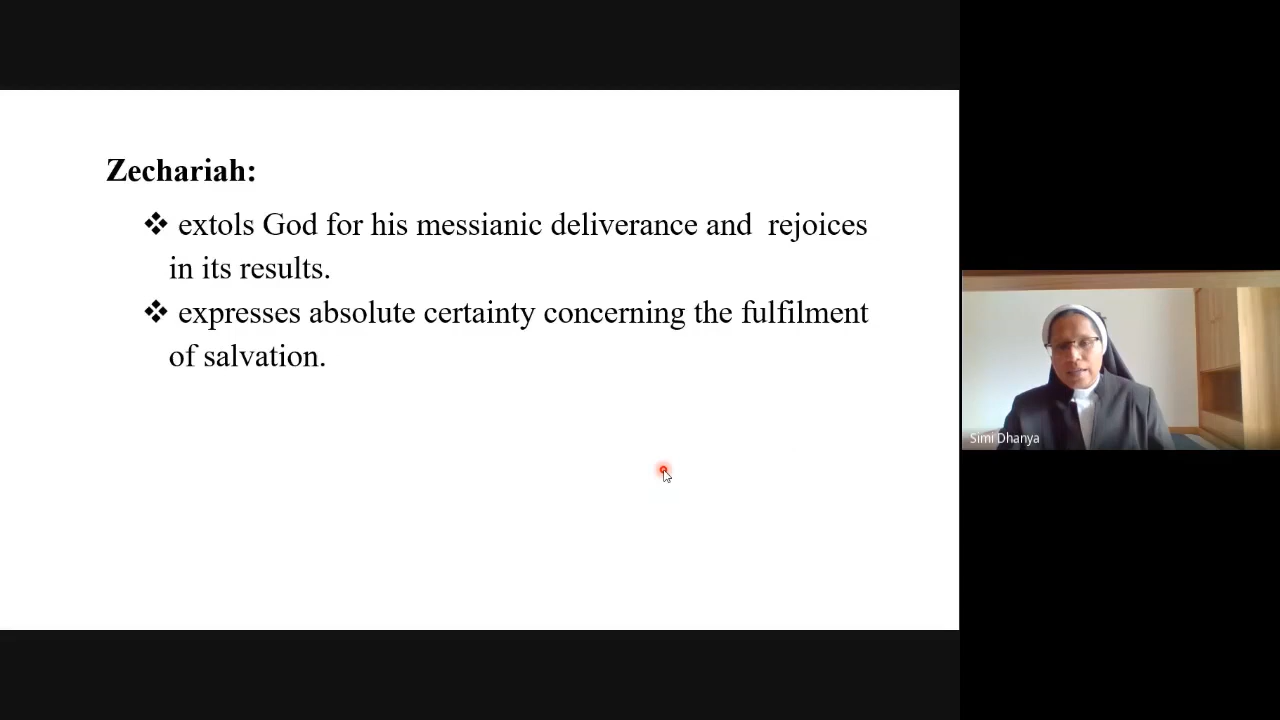 Zechariah:
❖ extols God for his messianic deliverance and rejoices
in its results.
❖ expresses absolute certainty concerning the fulfilment
of salvation.
Simi Dhanya